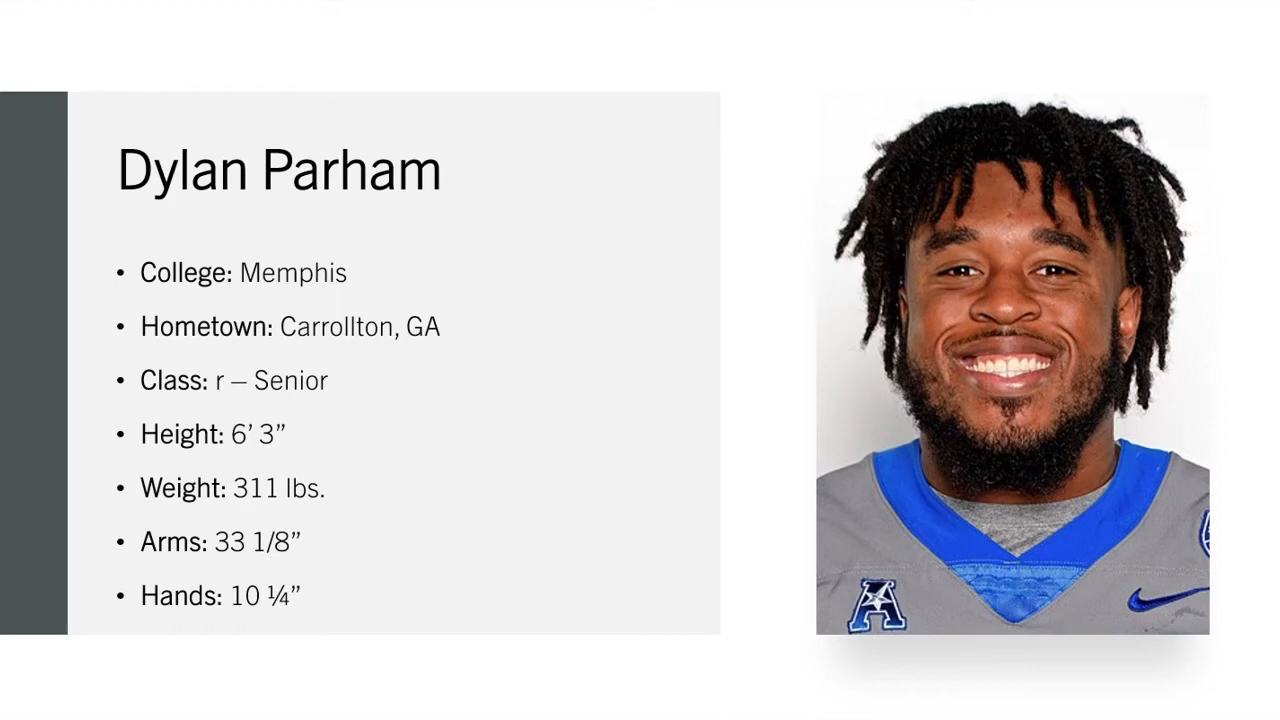 Dylan Parham
• College: Memphis
• Hometown: Carrollton, GA
• Class: r – Senior
• Height: 6’ 3”
• Weight: 311 lbs.
• Arms: 33 1/8”
• Hands: 10 ¼”
A